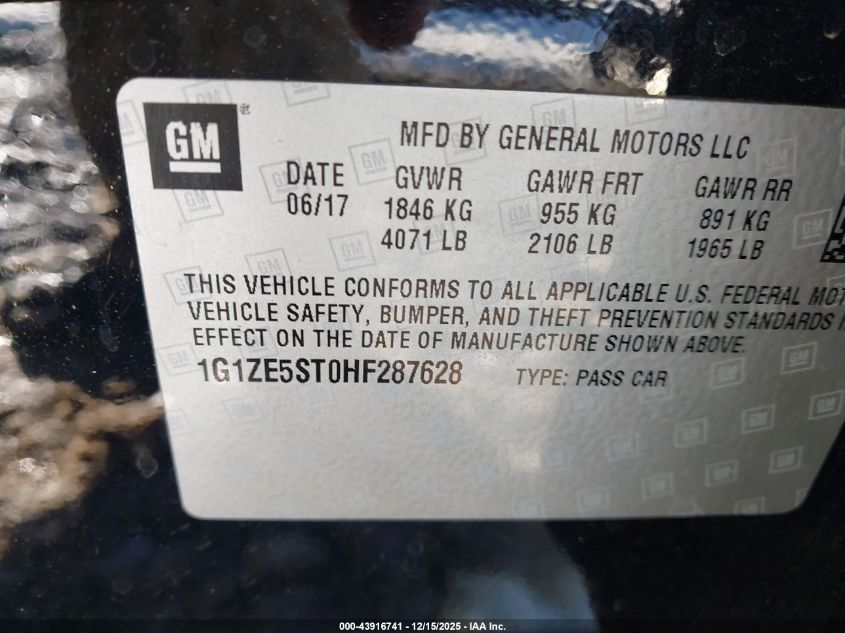 GM®
MFD BY GENERAL MOTORS LLC
DATE GVWR GAWR FRT GAWR RR
06/17 1846 KG 955 KG 891 KG
4071 LB 2106 LB 1965 LB
THIS VEHICLE CONFORMS TO ALL APPLICABLE U.S. FEDERAL
VEHICLE SAFETY, BUMPER, AND THEFT PREVENTION STANDARDS
EFFECT ON THE DATE OF MANUFACTURE SHOWN ABOVE.
1G1ZE5ST0HF287628 TYPE: PASS CAR
000-43916741 - 12/15/2025 - IAA Inc.